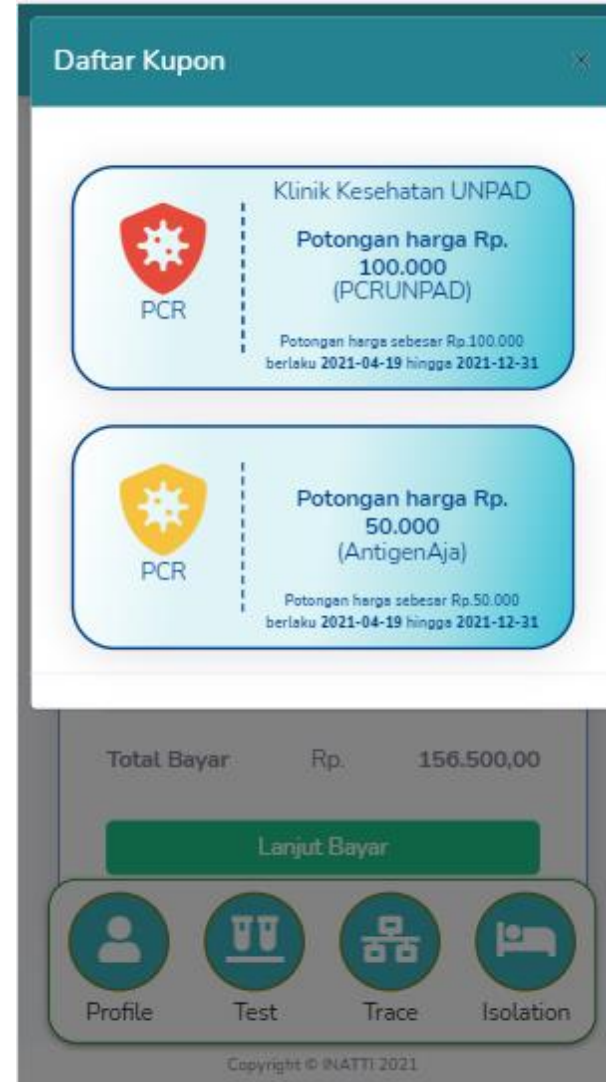 Daftar Kupon ×
Klinik Kesehatan UNPAD
Potongan harga Rp.
100.000
(PCRUNPAD)
PCR
Potongan harga sebesar Rp.100.000
berlaku 2021-04-19 hingga 2021-12-31
Potongan harga Rp.
50.000
(AntigenAja)
PCR
Potongan harga sebesar Rp.50.000
berlaku 2021-04-19 hingga 2021-12-31
Total Bayar Rp. 156.500,00
Lanjut Bayar
Profile Test Trace Isolation
Copyright © INATTI 2021